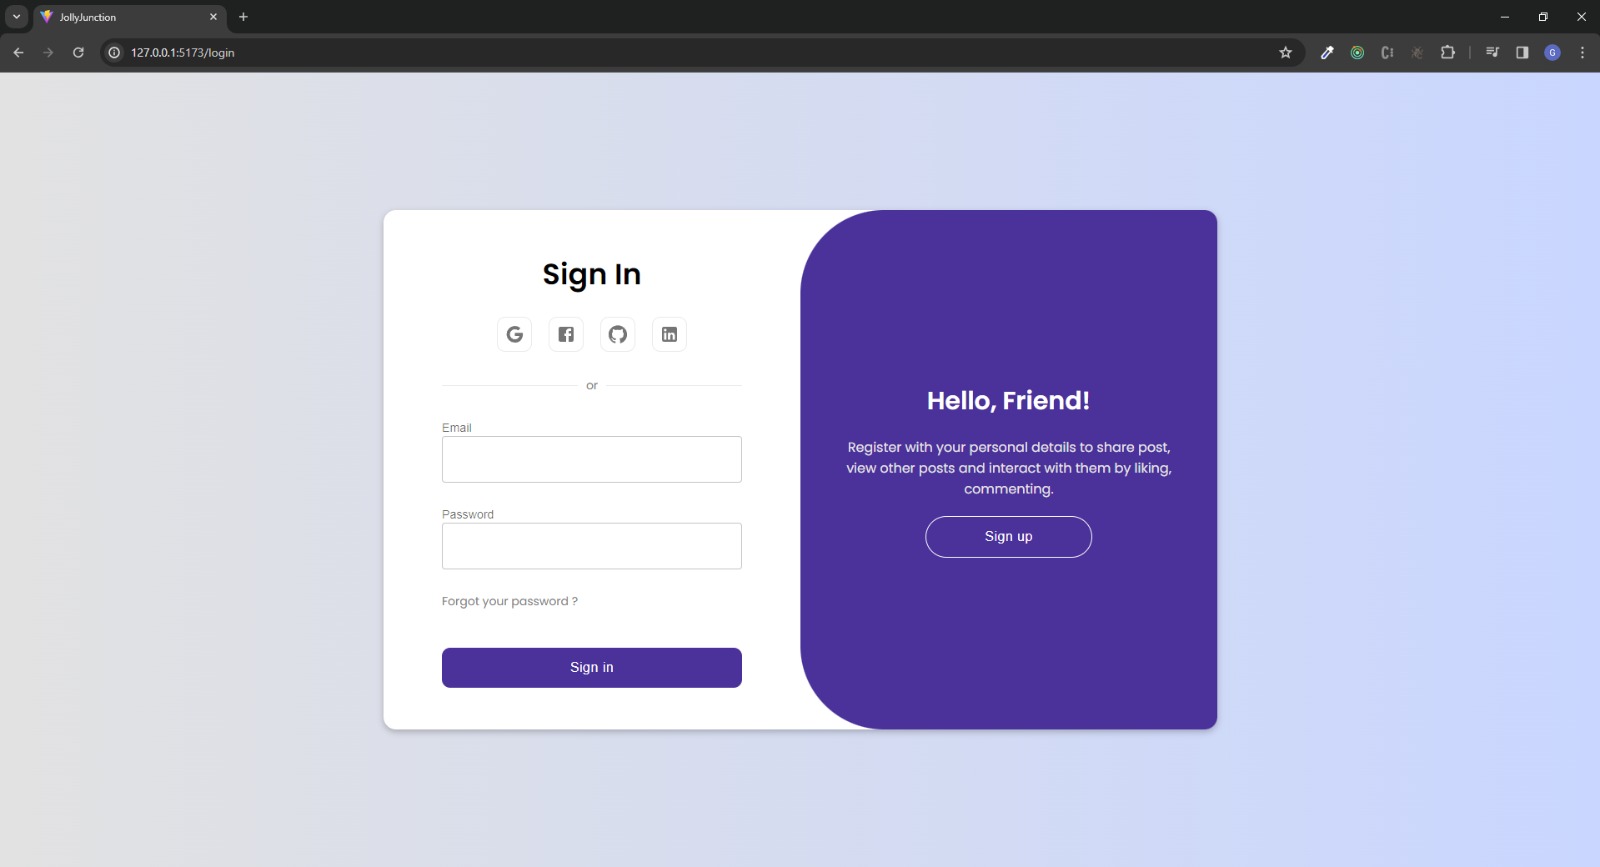 JollyJunction
127.0.0.1:5173/login
G
Sign In
or
Email
Password
Forgot your password ?
Sign in
Hello, Friend!
Register with your personal details to share post,
view other posts and interact with them by liking,
commenting.
Sign up